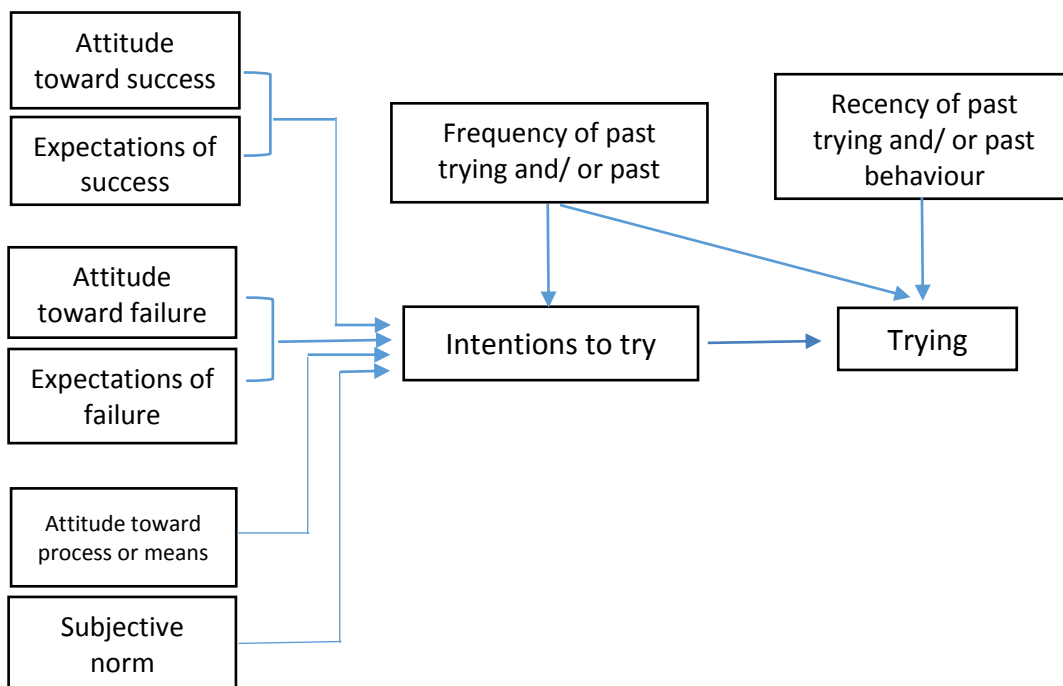 Attitude
toward success
Expectations of
success
Attitude
toward failure
Expectations of
failure
Attitude toward
process or means
Subjective
norm
Frequency of past
trying and/ or past
Recency of past
trying and/ or past
behaviour
Intentions to try
Trying